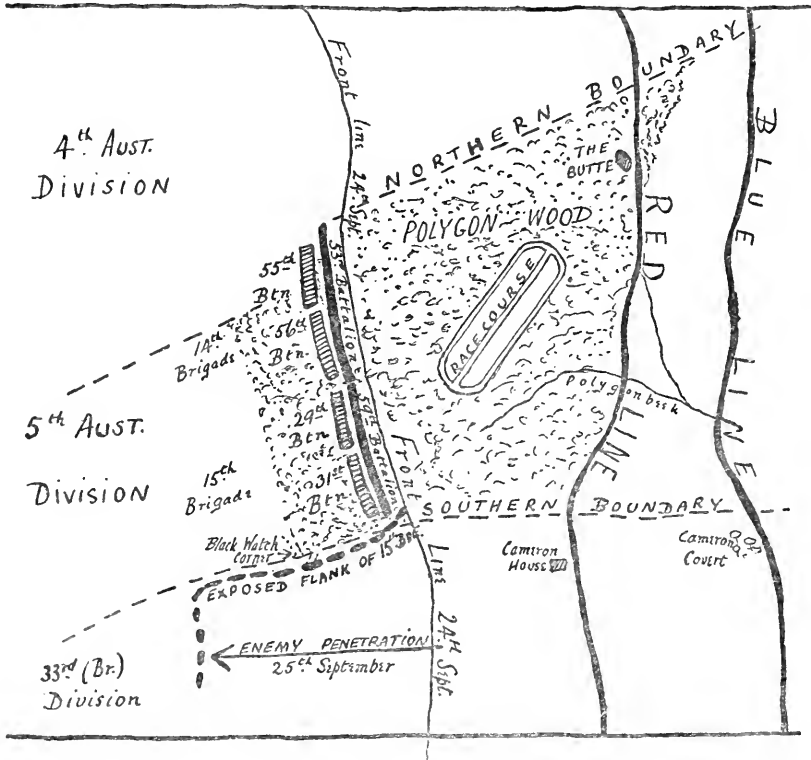 4th Aust.
Division
Front Line 24th Sept.
NORTHERN BOUNDARY
THE
BUTTE
POLYGON WOOD
RACECOURSE
RED LINE
BLUE LINE
Polygonbeek
55th
Btn
53rd Battalion
14th
Brigade
56th
Btn.
59th Battalion
29th
Btn
5th Aust.
Division
15th
Brigade
31st
Btn
SOUTHERN BOUNDARY
Black Watch
Corner
EXPOSED FLANK OF 15th BDE.
Cameron
House
Cameron
Covert
Front Line 24th Sept.
ENEMY PENETRATION
25th September
33rd (Br.)
Division